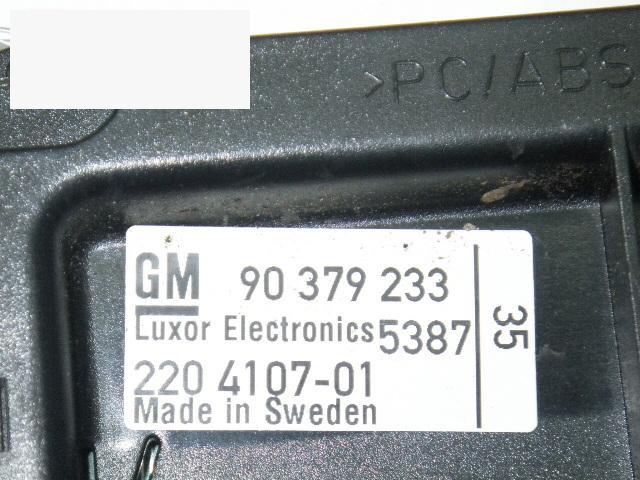 >PC/ABS
GM 90 379 233
Luxor Electronics 5387
220 4107-01
Made in Sweden
35